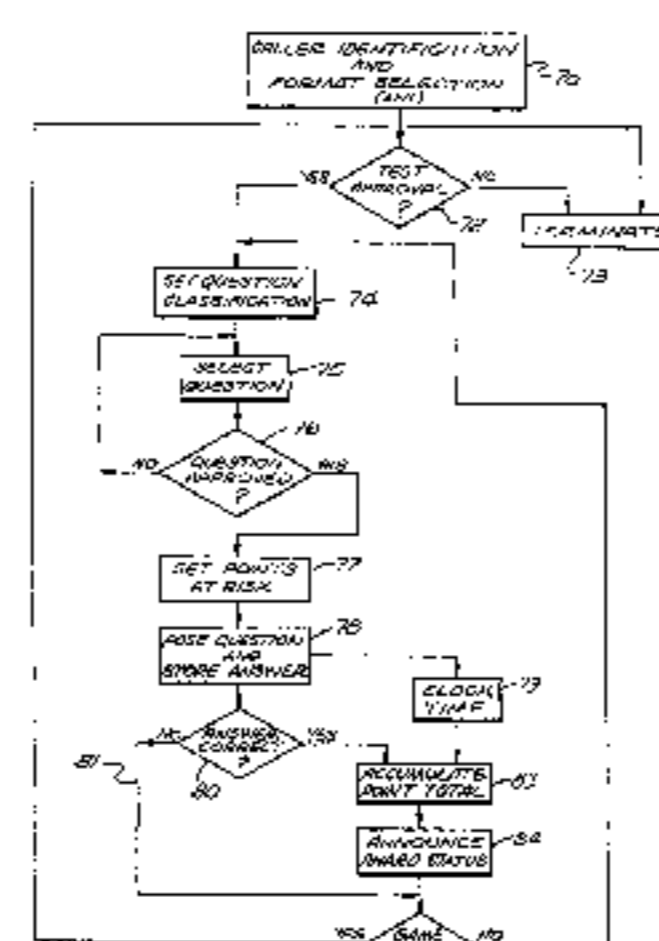 CALLER IDENTIFICATION
AND
FORMAT SELECTION
(ANI)
70
YES
TEST
APPROVAL
?
NO
72
TERMINATE
73
SET QUESTION
CLASSIFICATION
74
SELECT
QUESTION
75
76
NO
QUESTION
APPROVED
?
YES
SET POINTS
AT RISK
77
POSE QUESTION
AND
STORE ANSWER
78
CLOCK
TIME
79
NO
ANSWER
CORRECT
?
YES
80
81
ACCUMULATE
POINT TOTAL
83
ANNOUNCE
AWARD STATUS
84
YES
GAME
NO